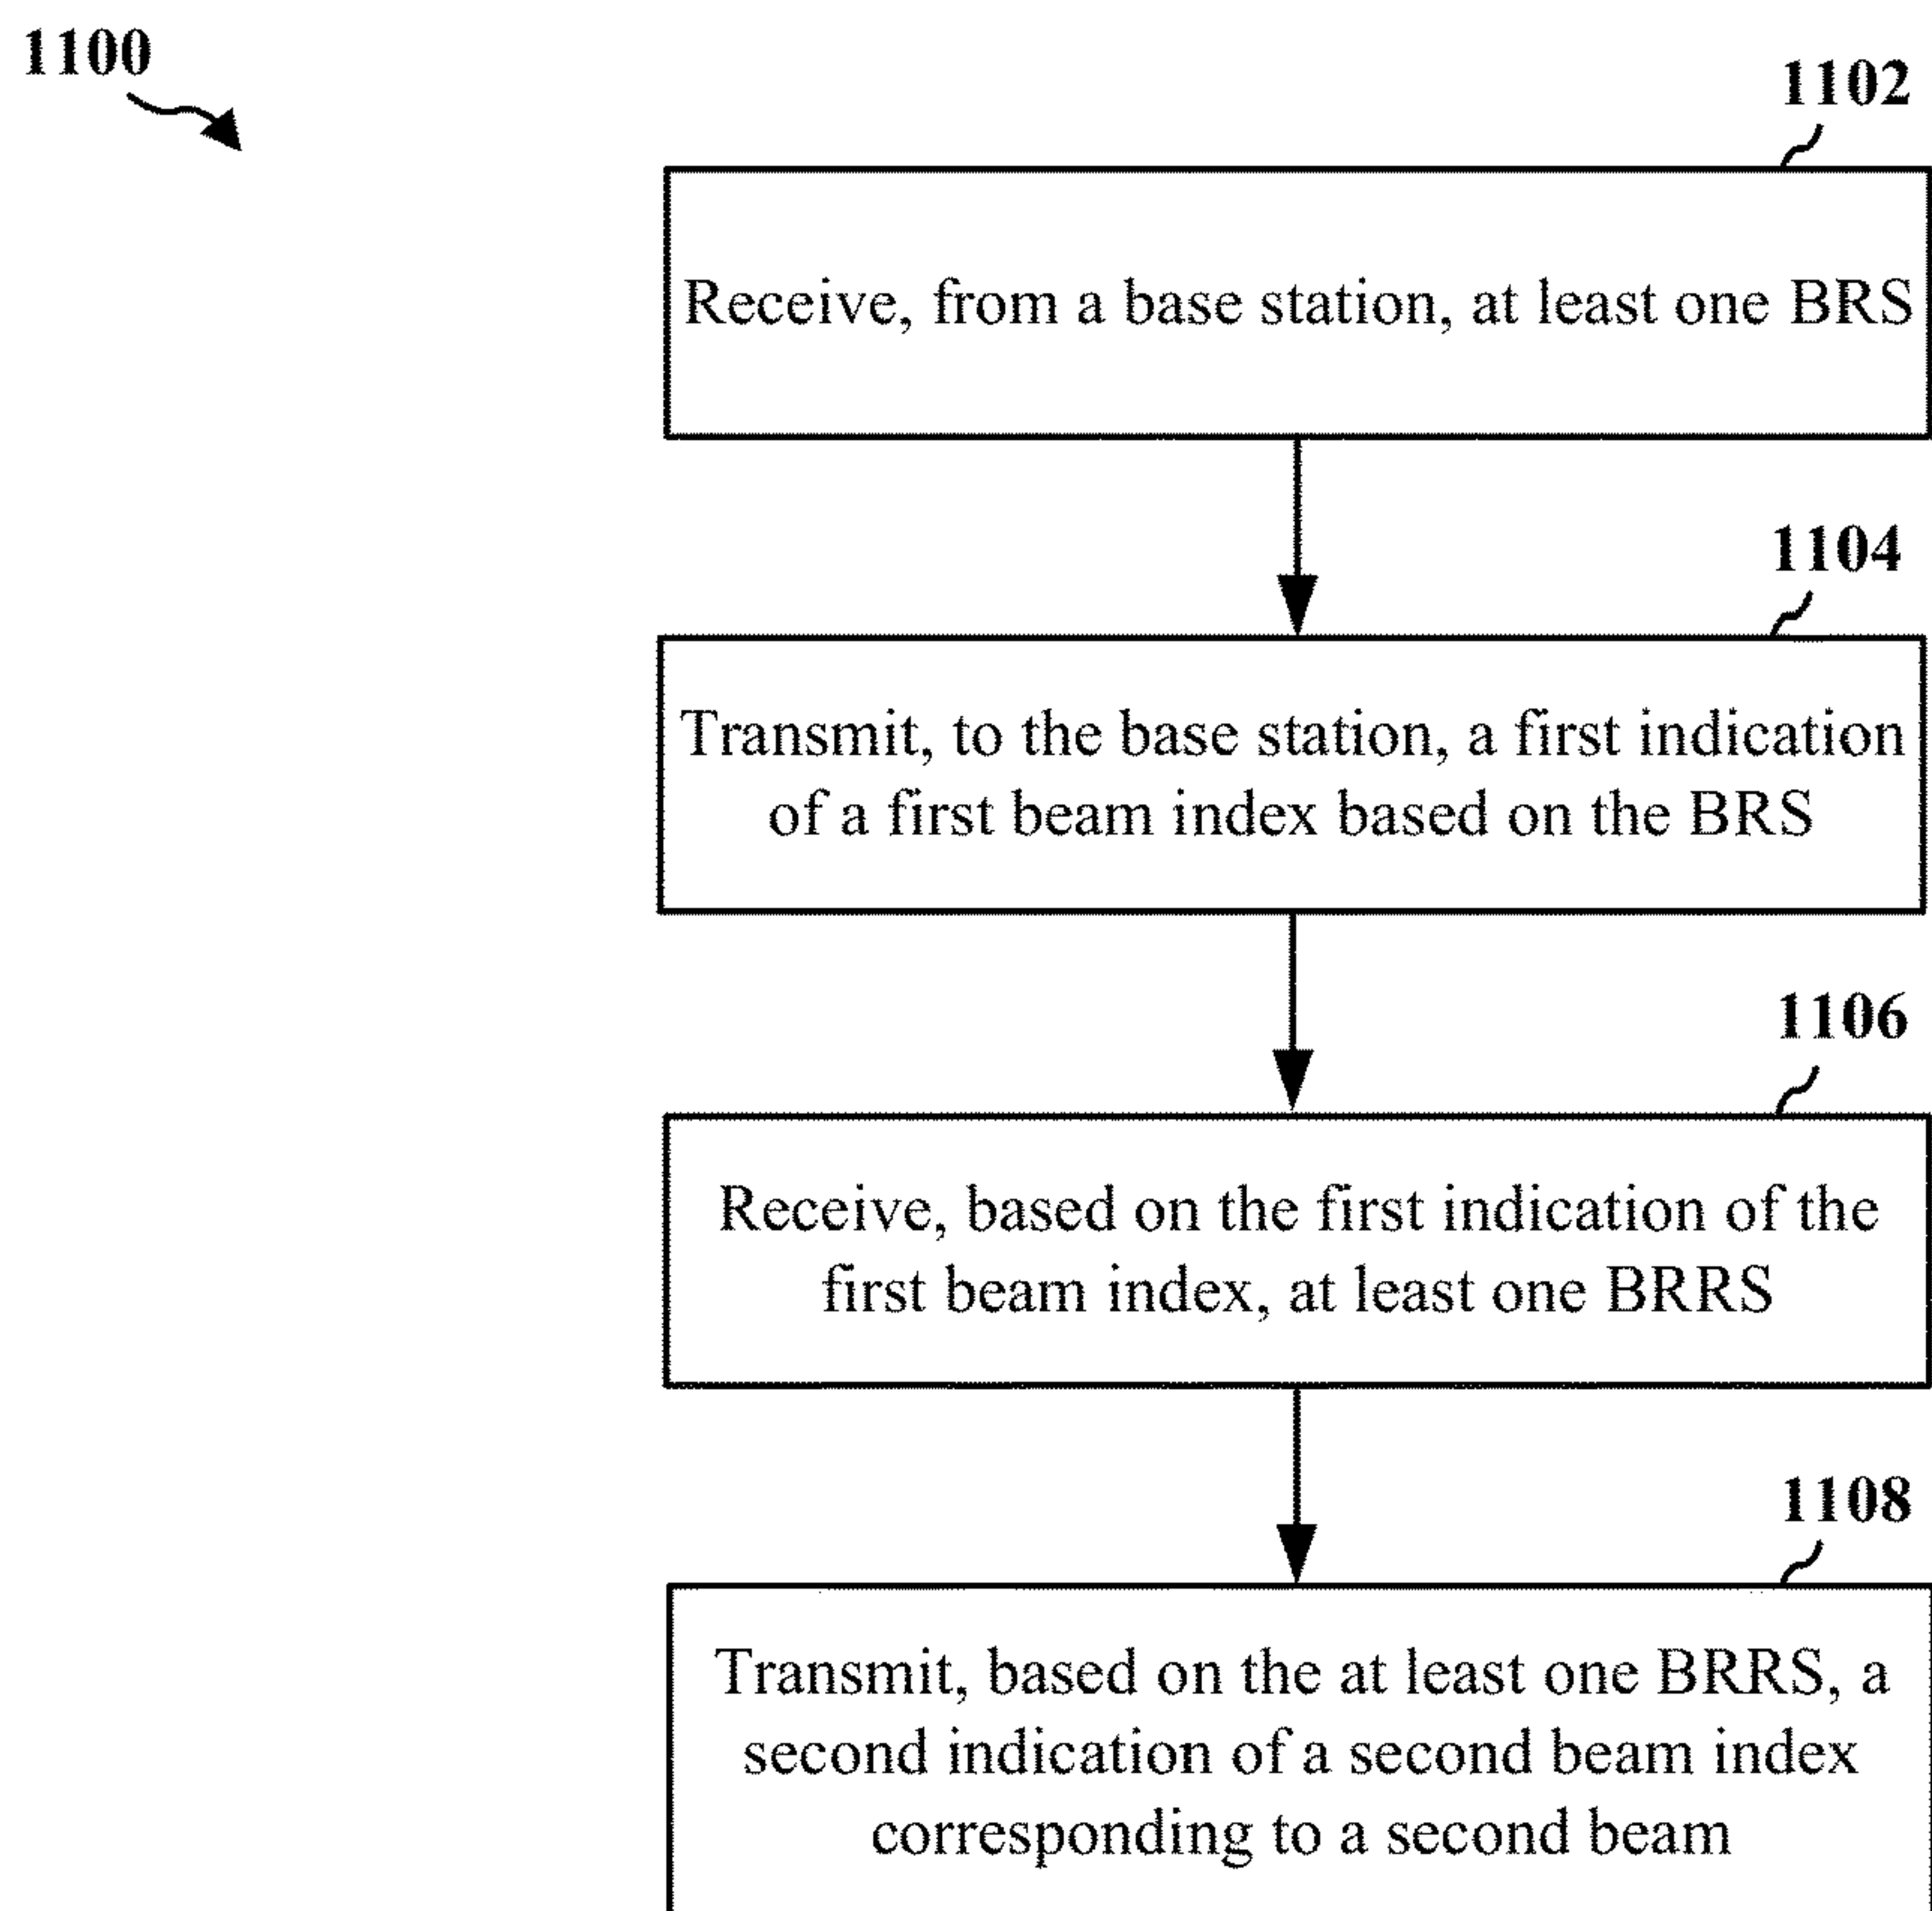 1100
1102
Receive, from a base station, at least one BRS
1104
Transmit, to the base station, a first indication
of a first beam index based on the BRS
1106
Receive, based on the first indication of the
first beam index, at least one BRRS
1108
Transmit, based on the at least one BRRS, a
second indication of a second beam index
corresponding to a second beam